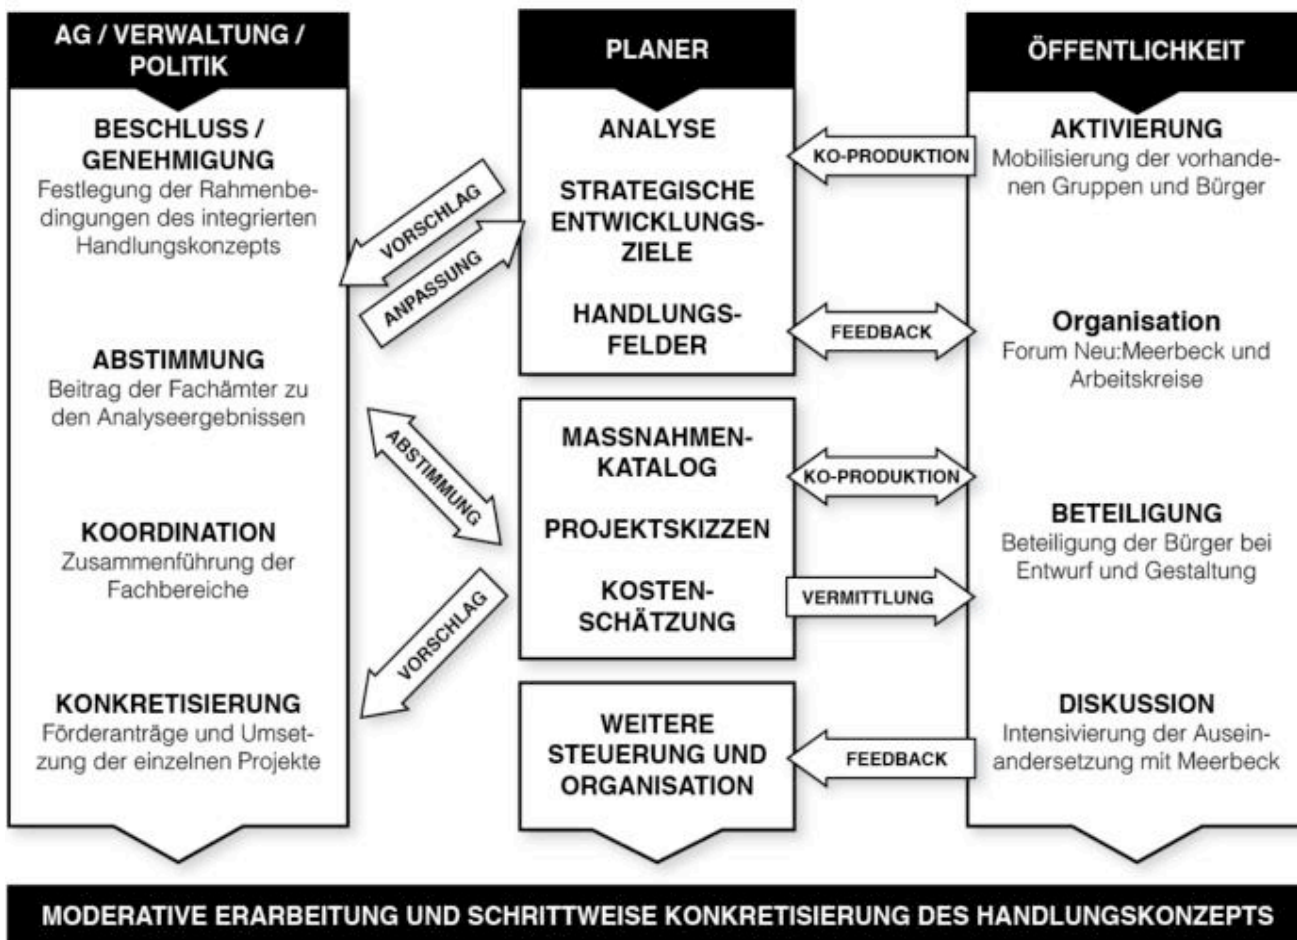 AG / VERWALTUNG /
POLITIK
BESCHLUSS /
GENEHMIGUNG
Festlegung der Rahmenbe-
dingungen des integrierten
Handlungskonzepts
ABSTIMMUNG
Beitrag der Fachämter zu
den Analyseergebnissen
KOORDINATION
Zusammenführung der
Fachbereiche
KONKRETISIERUNG
Förderanträge und Umset-
zung der einzelnen Projekte
VORSCHLAG
ANPASSUNG
ABSTIMMUNG
VORSCHLAG
PLANER
ANALYSE
STRATEGISCHE
ENTWICKLUNGS-
ZIELE
HANDLUNGS-
FELDER
MASSNAHMEN-
KATALOG
PROJEKTSKIZZEN
KOSTEN-
SCHÄTZUNG
WEITERE
STEUERUNG UND
ORGANISATION
KO-PRODUKTION
FEEDBACK
KO-PRODUKTION
VERMITTLUNG
FEEDBACK
ÖFFENTLICHKEIT
AKTIVIERUNG
Mobilisierung der vorhande-
nen Gruppen und Bürger
Organisation
Forum Neu:Meerbeck und
Arbeitskreise
BETEILIGUNG
Beteiligung der Bürger bei
Entwurf und Gestaltung
DISKUSSION
Intensivierung der Ausein-
andersetzung mit Meerbeck
MODERATIVE ERARBEITUNG UND SCHRITTWEISE KONKRETISIERUNG DES HANDLUNGSKONZEPTS